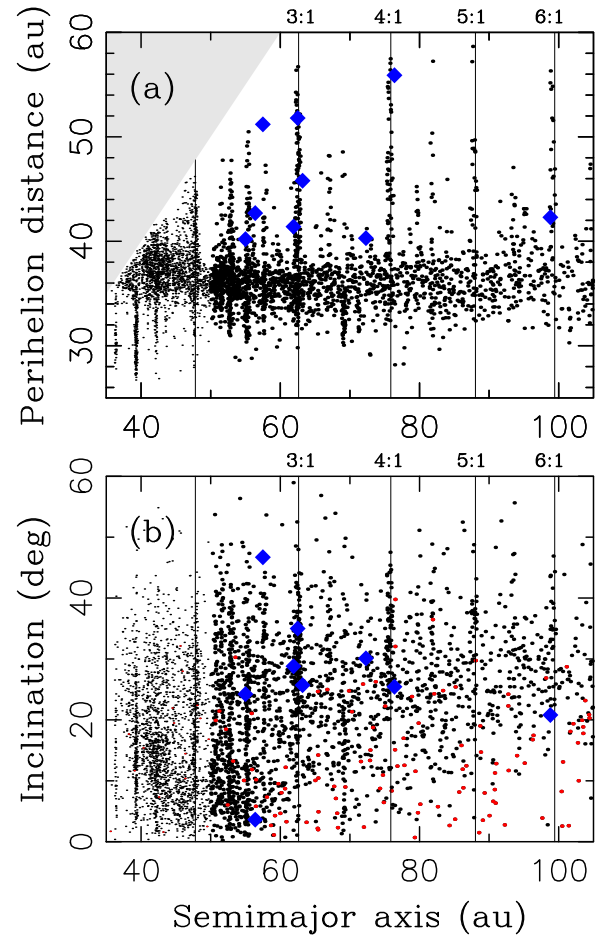 3:1 4:1 5:1 6:1
60
50
40
30
Perihelion distance (au)
(a)
40 60 80 100
3:1 4:1 5:1 6:1
60
40
20
0
Inclination (deg)
(b)
40 60 80 100
Semimajor axis (au)